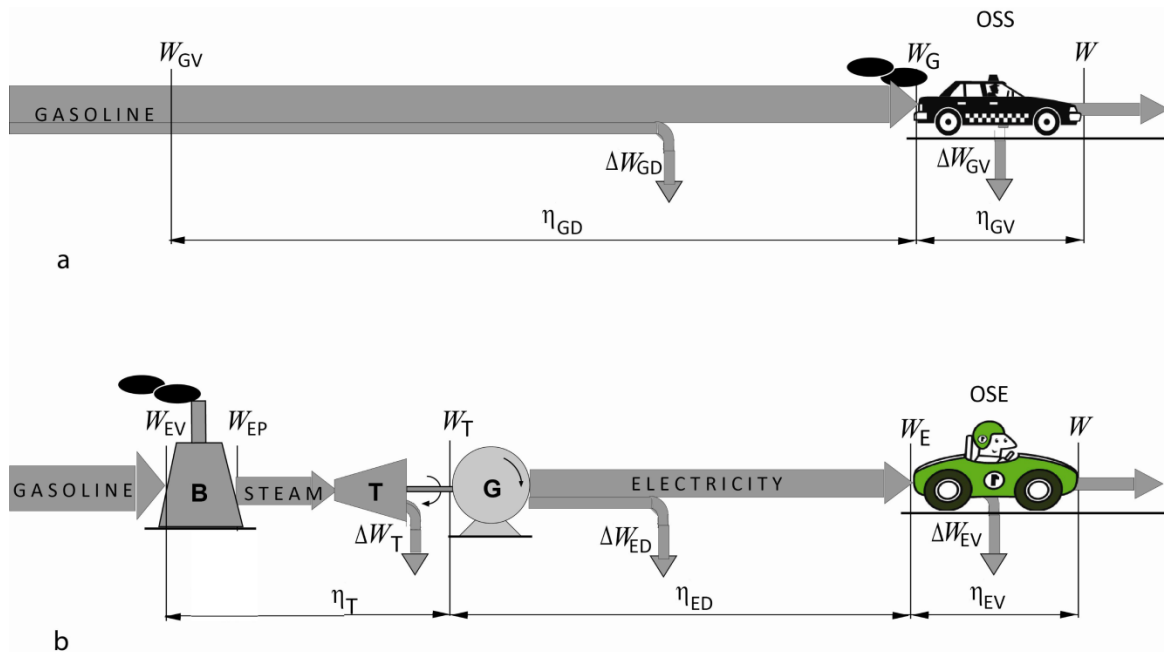 OSS
W_GV W_G W
GASOLINE
ΔW_GD ΔW_GV
η_GD η_GV
a
OSE
W_EV W_EP W_T W_E W
GASOLINE B STEAM T G ELECTRICITY
ΔW_T ΔW_ED ΔW_EV
η_T η_ED η_EV
b